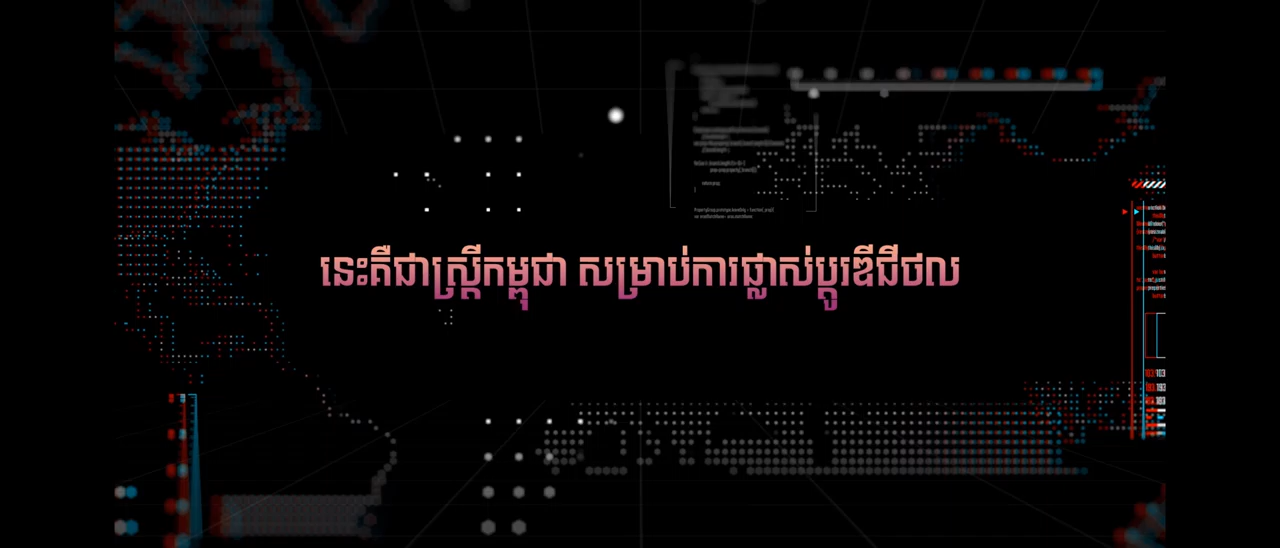 នេះគឺជាស្ត្រីកម្ពុជា សម្រាប់ការផ្លាស់ប្តូរឌីជីថល